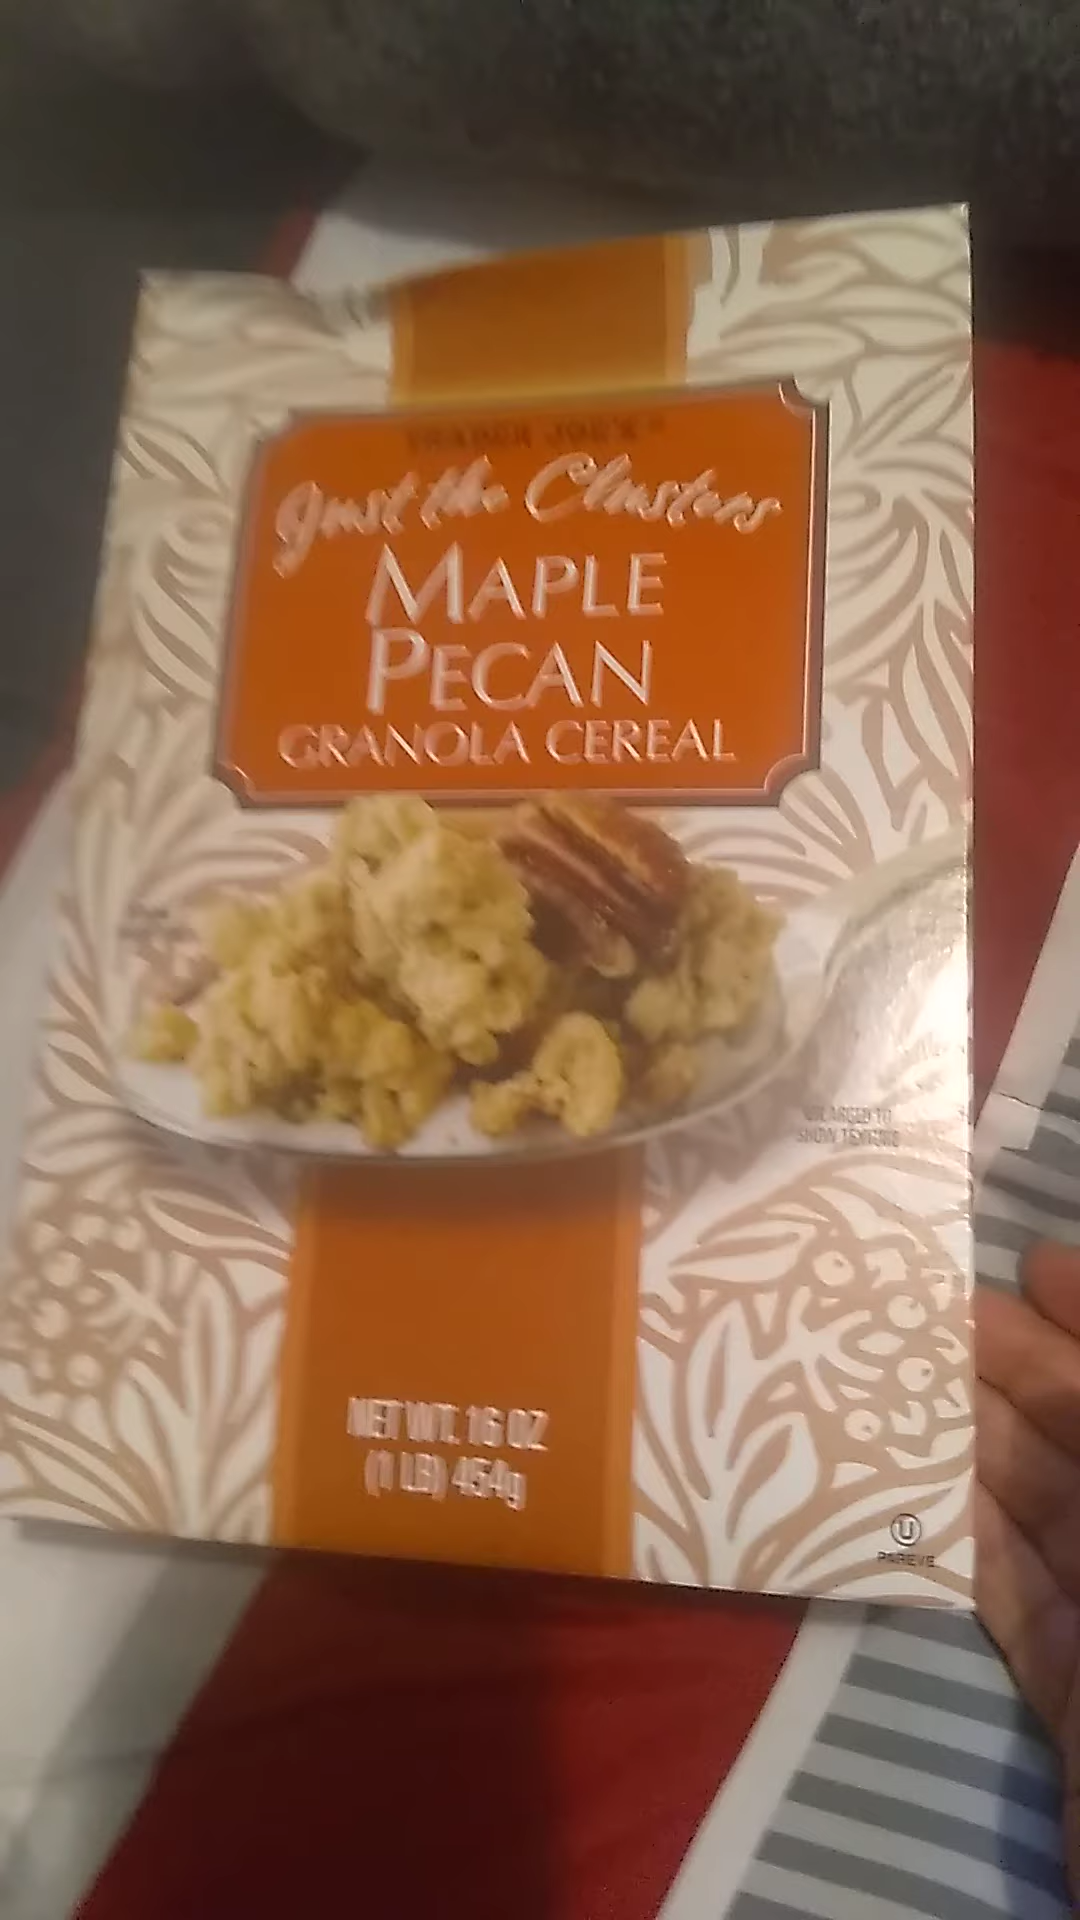 TRADER JOE'S®
Just the Clusters
MAPLE
PECAN
GRANOLA CEREAL
ENLARGED TO
SHOW TEXTURE
NET WT. 16 OZ
(1 LB) 454g
U
PAREVE